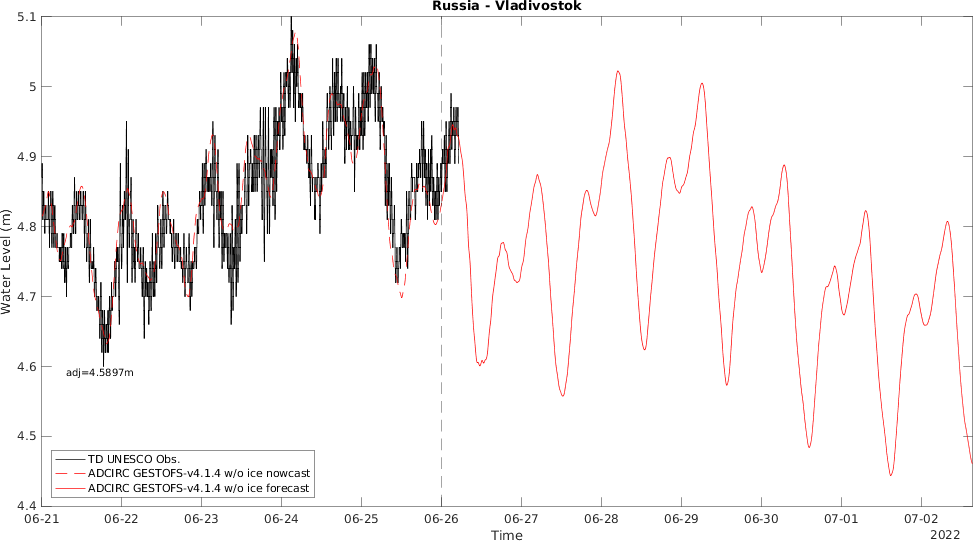 Russia - Vladivostok
5.1
5
4.9
4.8
4.7
4.6
4.5
4.4
Water Level (m)
adj=4.5897m
TD UNESCO Obs.
ADCIRC GESTOFS-v4.1.4 w/o ice nowcast
ADCIRC GESTOFS-v4.1.4 w/o ice forecast
06-21 06-22 06-23 06-24 06-25 06-26 06-27 06-28 06-29 06-30 07-01 07-02
2022
Time